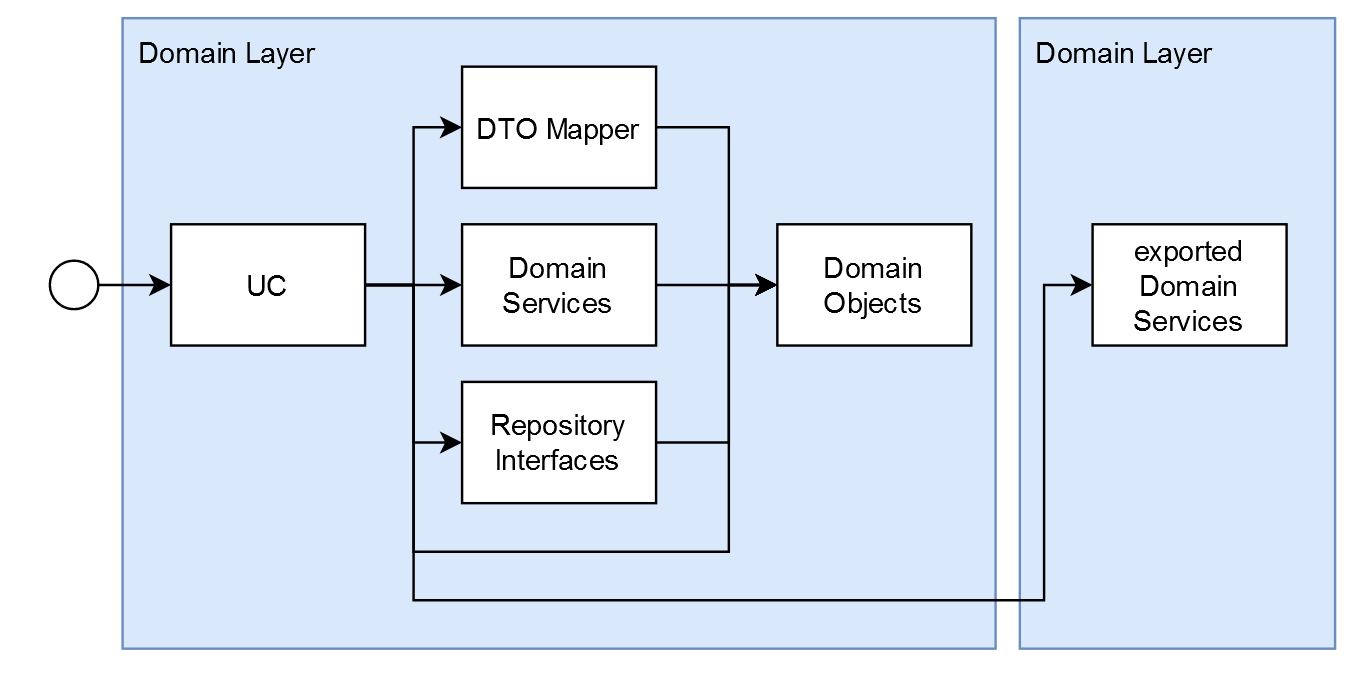 Domain Layer
DTO Mapper
UC
Domain
Services
Repository
Interfaces
Domain
Objects
Domain Layer
exported
Domain
Services